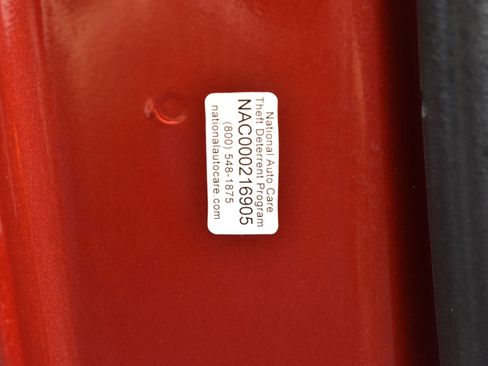 National Auto Care
Theft Deterrent Program
NAC000216905
(800) 548-1875
nationalautocare.com